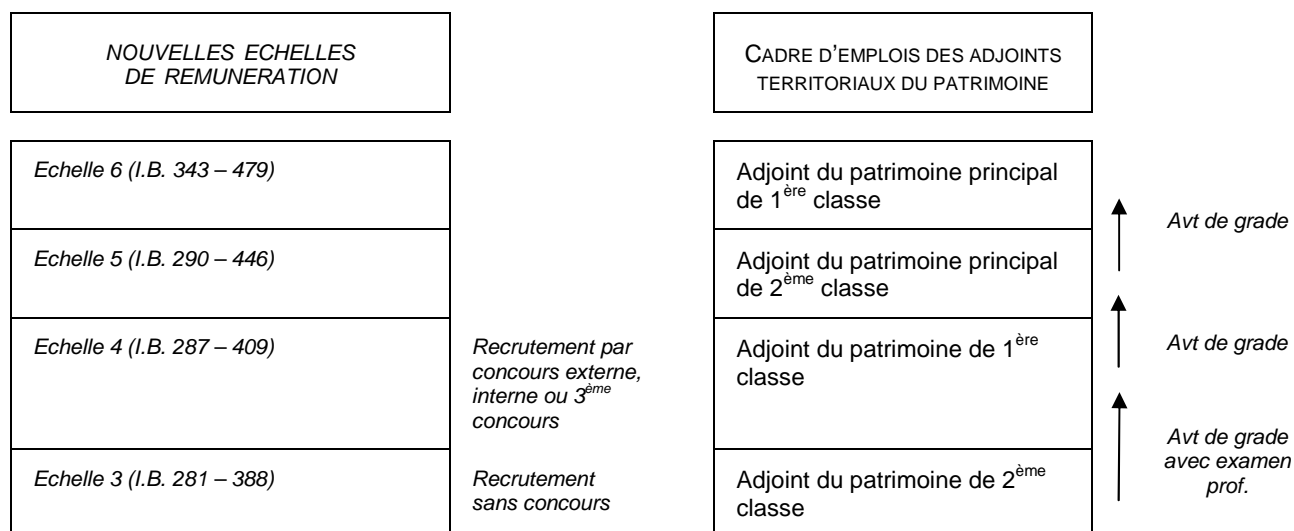 NOUVELLES ECHELLES
DE REMUNERATION
CADRE D’EMPLOIS DES ADJOINTS
TERRITORIAUX DU PATRIMOINE
Echelle 6 (I.B. 343 – 479)
Adjoint du patrimoine principal
de 1ère classe
Avt de grade
Echelle 5 (I.B. 290 – 446)
Adjoint du patrimoine principal
de 2ème classe
Echelle 4 (I.B. 287 – 409)
Recrutement par
concours externe,
interne ou 3ème
concours
Adjoint du patrimoine de 1ère
classe
Avt de grade
Avt de grade
avec examen
prof.
Echelle 3 (I.B. 281 – 388)
Recrutement
sans concours
Adjoint du patrimoine de 2ème
classe